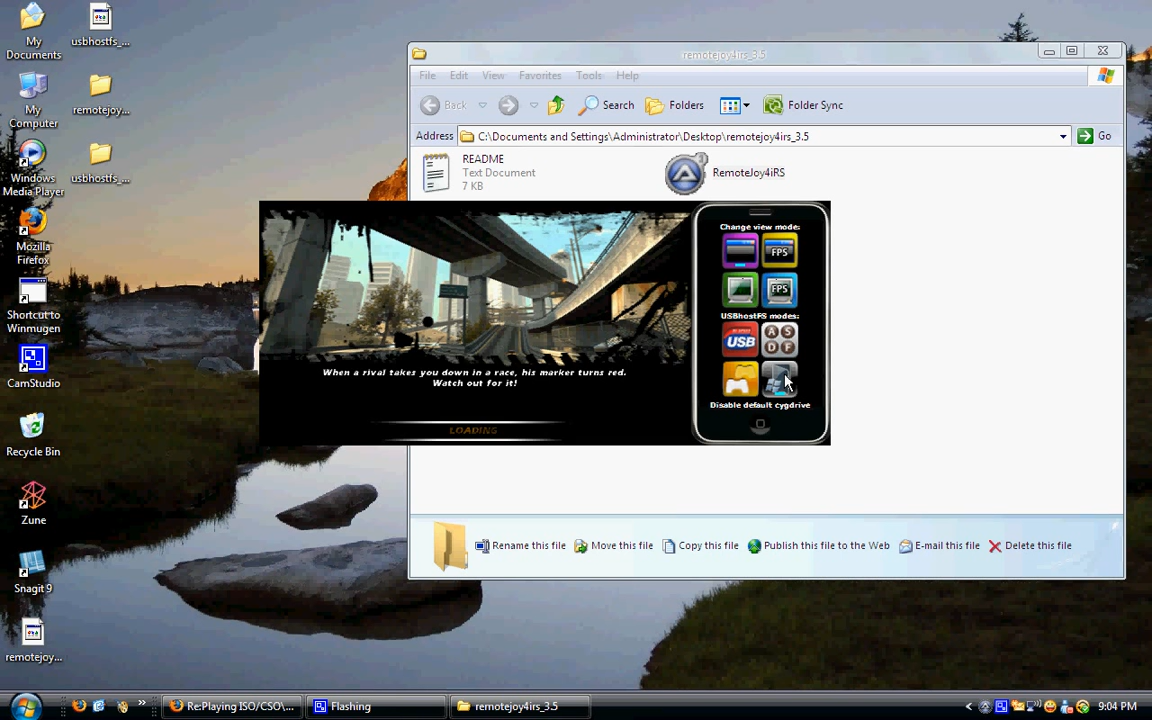 My
Documents
usbhostfs_...
My
Computer
remotejoy...
Windows
Media Player
usbhostfs_...
Mozilla
Firefox
Shortcut to
Winmugen
CamStudio
Recycle Bin
Zune
Snagit 9
remotejoy...
remotejoy4irs_3.5
File Edit View Favorites Tools Help
Back Search Folders Folder Sync
Address C:\Documents and Settings\Administrator\Desktop\remotejoy4irs_3.5 Go
README
Text Document
7 KB
RemoteJoy4iRS
When a rival takes you down in a race, his marker turns red.
Watch out for it!
LOADING
Change view mode:
FPS
FPS
USBhostFS modes:
USB
A S
D F
Disable default cygdrive
Rename this file Move this file Copy this file Publish this file to the Web E-mail this file Delete this file
Re:Playing ISO/CSO\... Flashing remotejoy4irs_3.5 9:04 PM